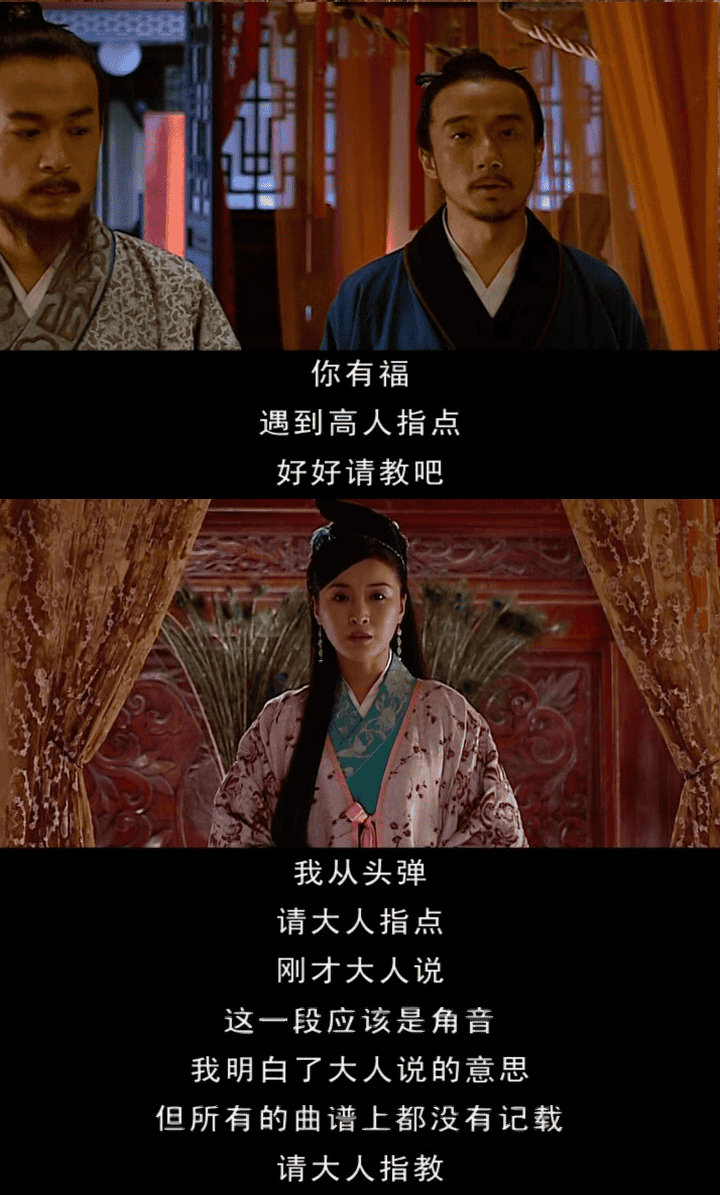 你有福
遇到高人指点
好好请教吧
我从头弹
请大人指点
刚才大人说
这一段应该是角音
我明白了大人说的意思
但所有的曲谱上都没有记载
请大人指教